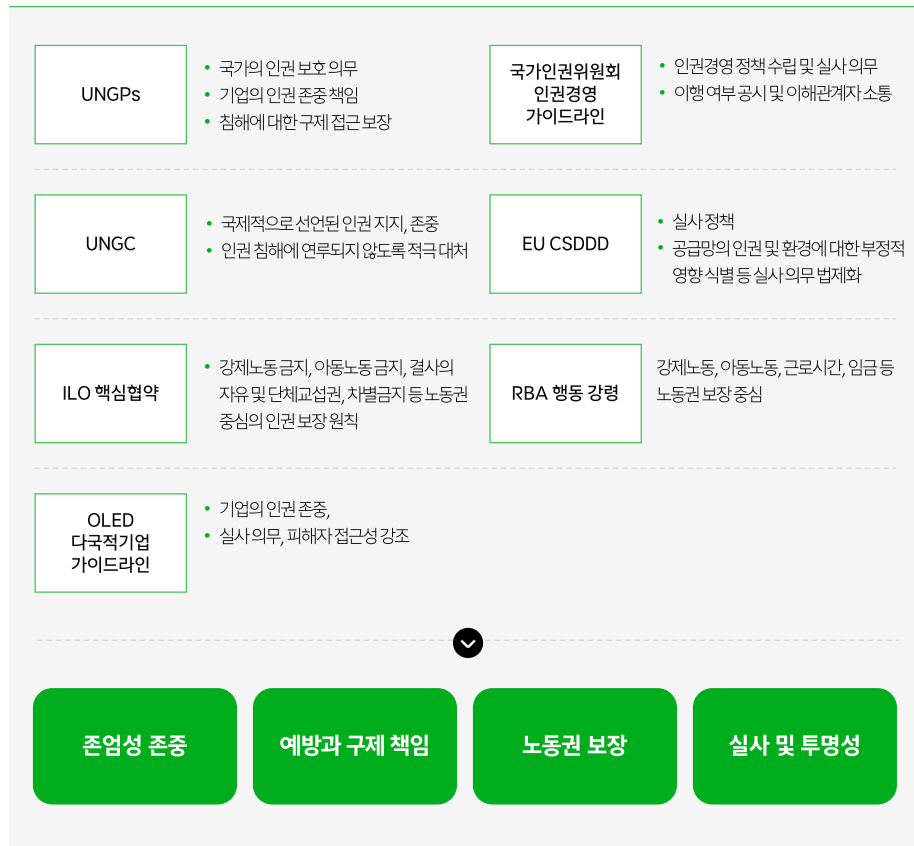 UNGPs
• 국가의 인권 보호 의무
• 기업의 인권 존중 책임
• 침해에 대한 구제 접근 보장
국가인권위원회
인권경영
가이드라인
• 인권경영 정책 수립 및 실사 의무
• 이행 여부 공시 및 이해관계자 소통
UNGC
• 국제적으로 선언된 인권 지지, 존중
• 인권 침해에 연루되지 않도록 적극 대처
EU CSDDD
• 실사 정책
• 공급망의 인권 및 환경에 대한 부정적
영향 식별 등 실사 의무 법제화
ILO 핵심협약
• 강제노동 금지, 아동노동 금지, 결사의
자유 및 단체교섭권, 차별금지 등 노동권
중심의 인권 보장 원칙
RBA 행동 강령
강제노동, 아동노동, 근로시간, 임금 등
노동권 보장 중심
OLED
다국적기업
가이드라인
• 기업의 인권 존중,
• 실사 의무, 피해자 접근성 강조
존엄성 존중
예방과 구제 책임
노동권 보장
실사 및 투명성